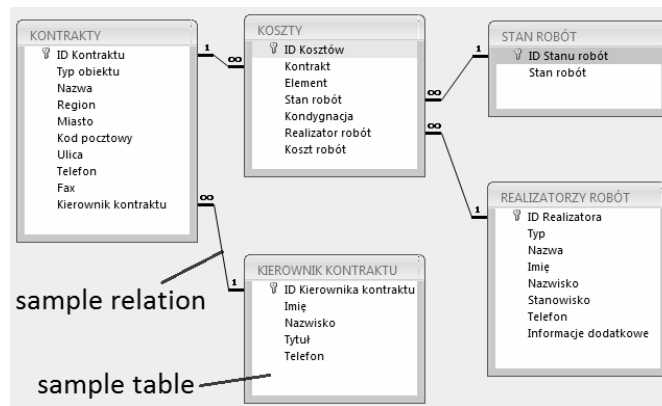 KONTRAKTY
ID Kontraktu
Typ obiektu
Nazwa
Region
Miasto
Kod pocztowy
Ulica
Telefon
Fax
Kierownik kontraktu
1
∞
KOSZTY
ID Kosztów
Kontrakt
Element
Stan robót
Kondygnacja
Realizator robót
Koszt robót
∞
∞
1
STAN ROBÓT
ID Stanu robót
Stan robót
1
REALIZATORZY ROBÓT
ID Realizatora
Typ
Nazwa
Imię
Nazwisko
Stanowisko
Telefon
Informacje dodatkowe
∞
1
KIEROWNIK KONTRAKTU
ID Kierownika kontraktu
Imię
Nazwisko
Tytuł
Telefon
sample relation
sample table